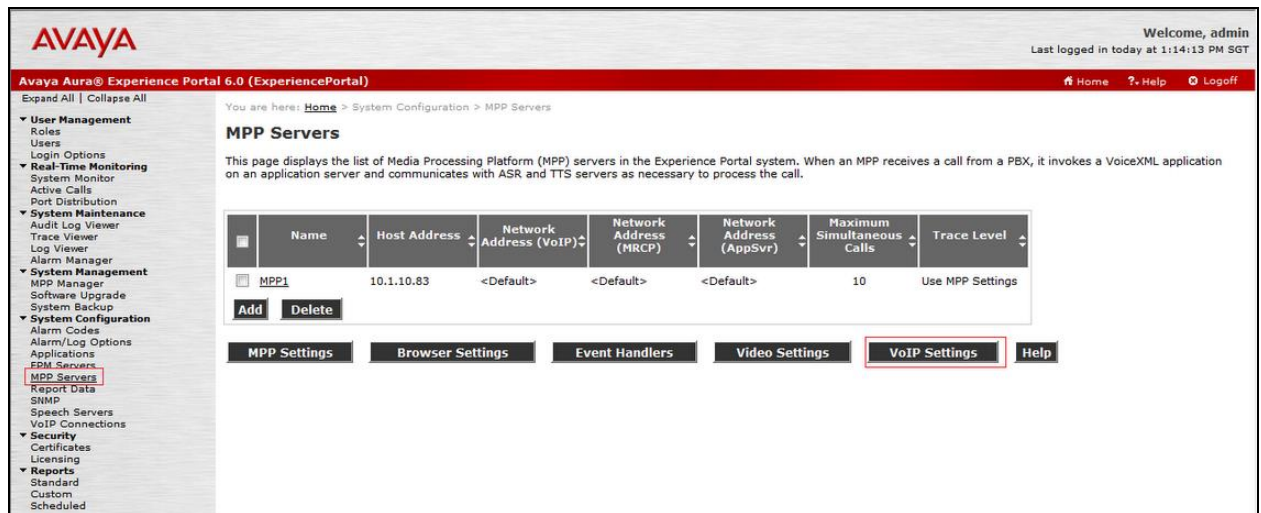 AVAYA
Welcome, admin
Last logged in today at 1:14:13 PM SGT
Avaya Aura® Experience Portal 6.0 (ExperiencePortal)
Home ?. Help Logoff
Expand All | Collapse All
▼ User Management
Roles
Users
Login Options
▼ Real-Time Monitoring
System Monitor
Active Calls
Port Distribution
▼ System Maintenance
Audit Log Viewer
Trace Viewer
Log Viewer
Alarm Manager
▼ System Management
MPP Manager
Software Upgrade
System Backup
▼ System Configuration
Alarm Codes
Alarm/Log Options
Applications
EPM Servers
MPP Servers
Report Data
SNMP
Speech Servers
VoIP Connections
▼ Security
Certificates
Licensing
▼ Reports
Standard
Custom
Scheduled
You are here: Home > System Configuration > MPP Servers
MPP Servers
This page displays the list of Media Processing Platform (MPP) servers in the Experience Portal system. When an MPP receives a call from a PBX, it invokes a VoiceXML application
on an application server and communicates with ASR and TTS servers as necessary to process the call.
Name Host Address Network Address (VoIP) Network Address (MRCP) Network Address (AppSvr) Maximum Simultaneous Calls Trace Level
MPP1 10.1.10.83 <Default> <Default> <Default> 10 Use MPP Settings
Add Delete
MPP Settings Browser Settings Event Handlers Video Settings VoIP Settings Help